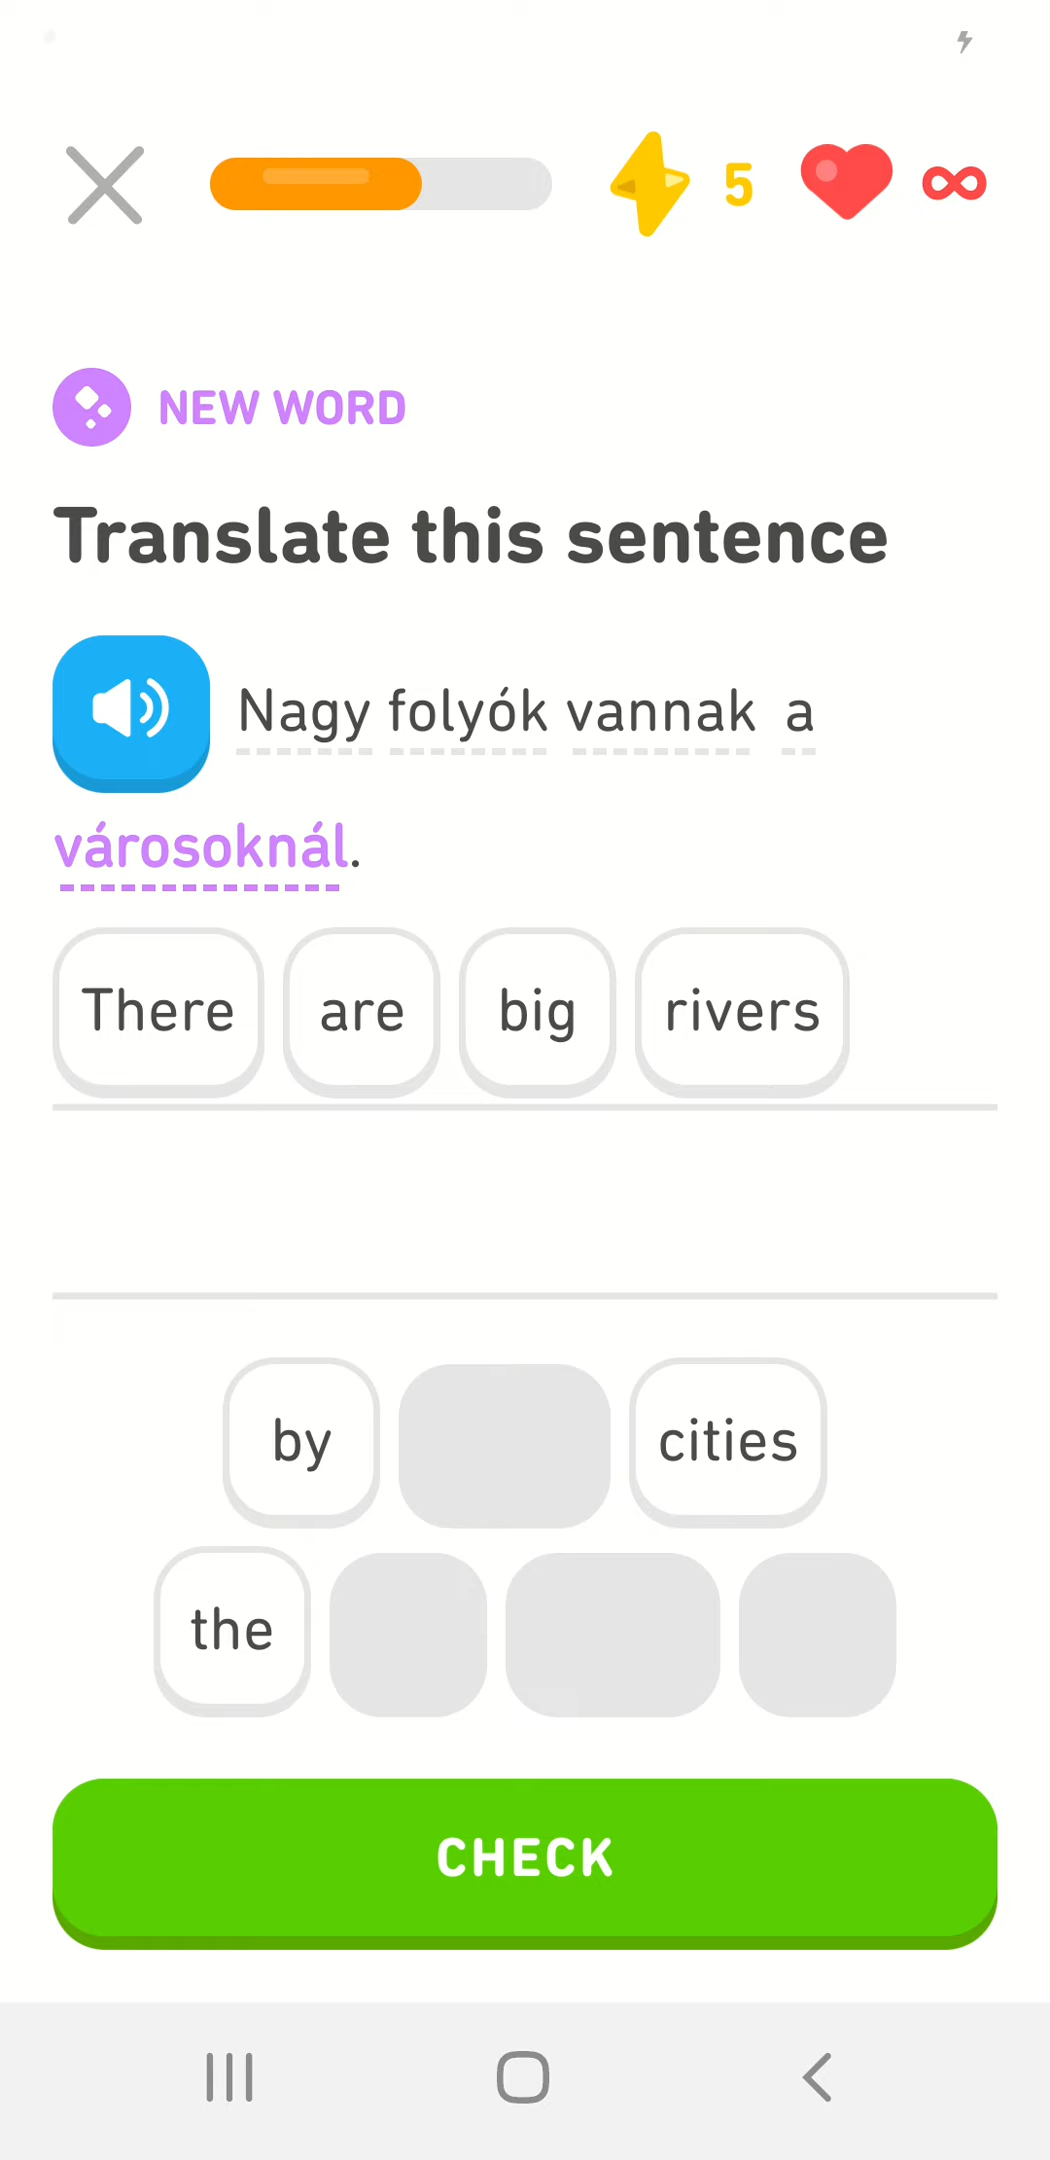 5
NEW WORD
Translate this sentence
Nagy folyók vannak a
városoknál.
There are big rivers
by cities
the
CHECK